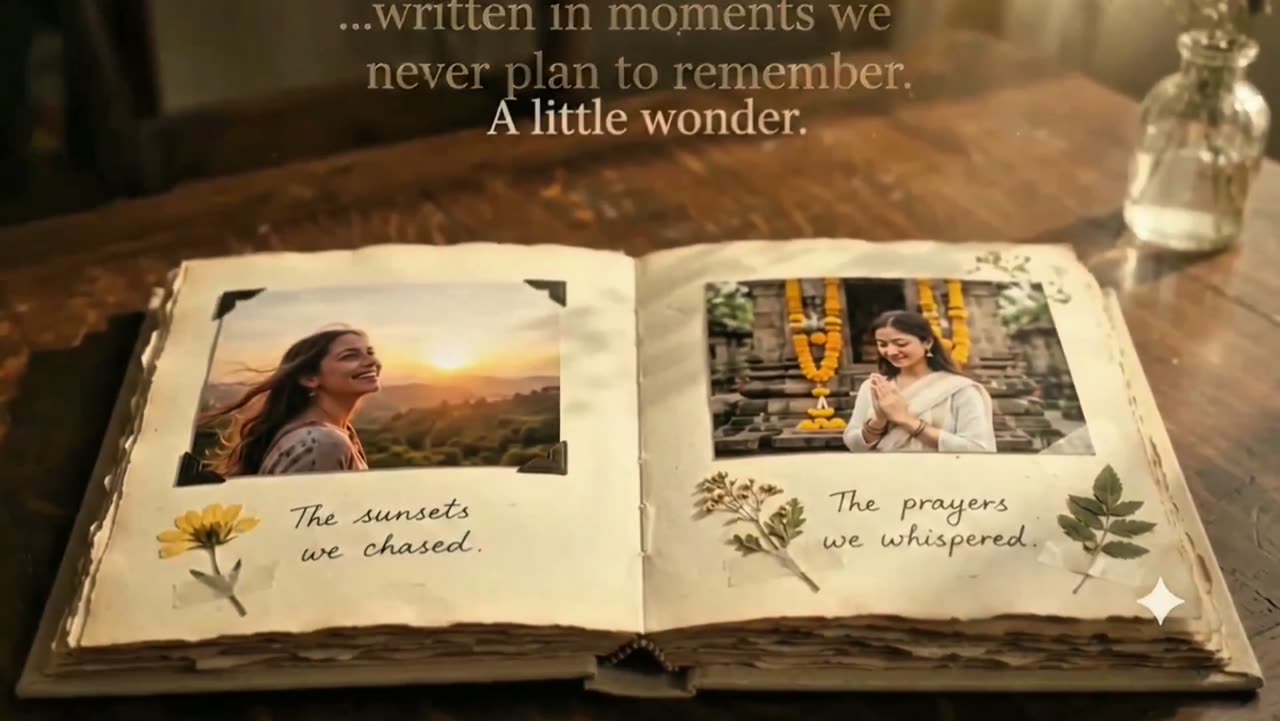 ...written in moments we
never plan to remember.
A little wonder.
The sunsets
we chased.
The prayers
we whispered.